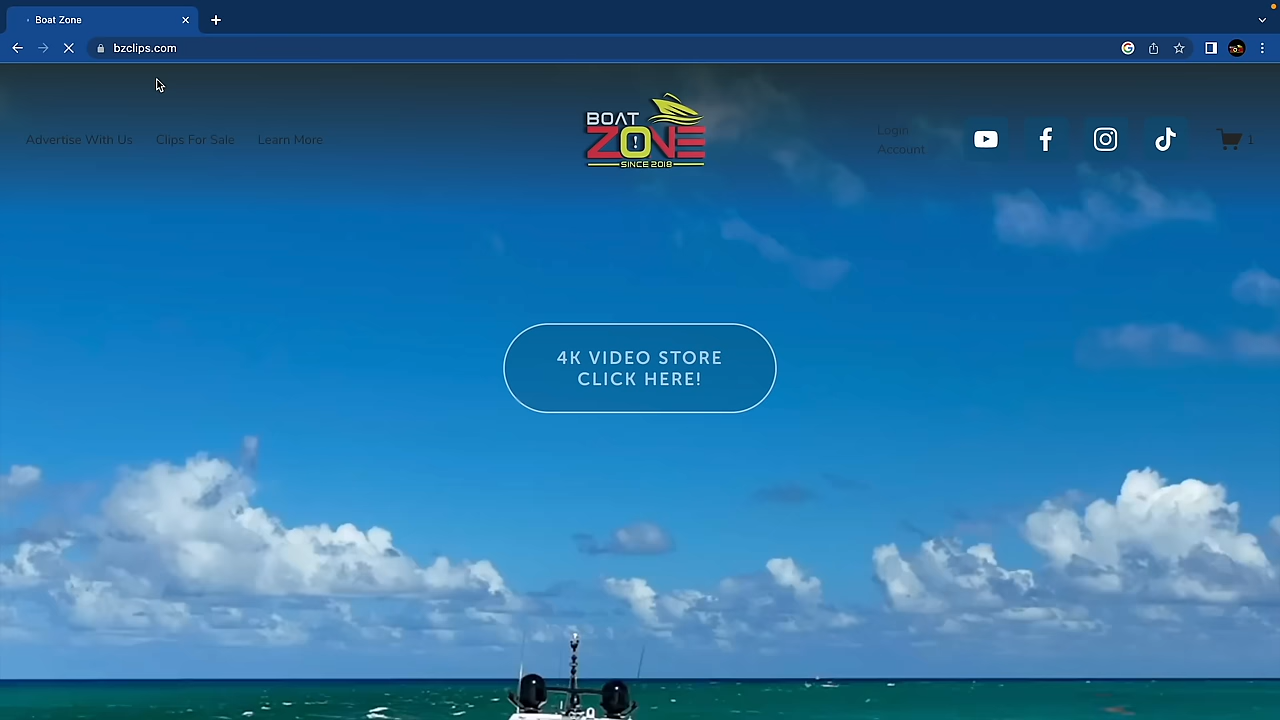 Boat Zone
bzclips.com
Advertise With Us
Clips For Sale
Learn More
BOAT
ZONE
SINCE 2018
Login
Account
1
4K VIDEO STORE
CLICK HERE!